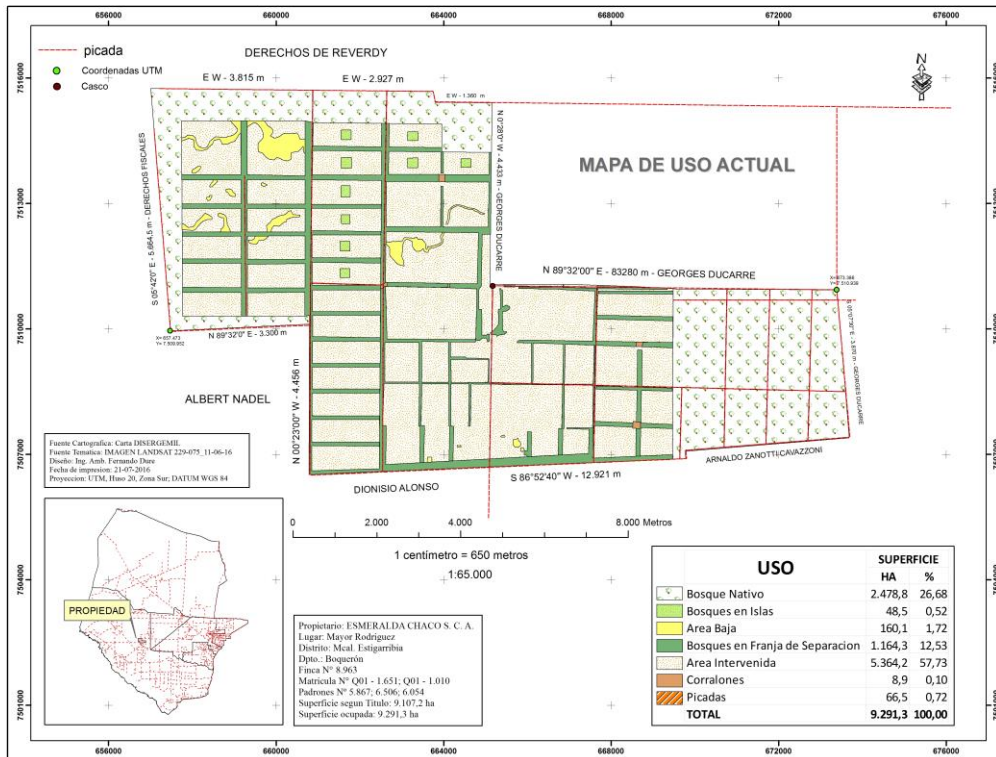 656000 660000 664000 668000 672000 676000
picada
Coordenadas UTM
Casco
DERECHOS DE REVERDY
E W - 3.815 m
E W - 2.927 m
E W - 1.360 m
N
MAPA DE USO ACTUAL
7516000
7513000
7510000
7507000
7504000
7501000
S 05°42'0" E - 5.664,5 m - DERECHOS FISCALES
N 0°28'0" W - 4.433 m - GEORGES DUCARRE
N 89°32'00" E - 83280 m - GEORGES DUCARRE
N 89°32'0" E - 3.300 m
ALBERT NADEL
N 00°23'00" W - 4.456 m
DIONISIO ALONSO
S 86°52'40" W - 12.921 m
ARNALDO ZANOTTI-CAVAZZONI
Fuente Cartografica: Carta DISERGEMIL
Fuente Tematica: IMAGEN LANDSAT 229-075_11-06-16
Diseño: Ing. Amb. Fernando Dure
Fecha de impresion: 21-07-2016
Proyeccion: UTM, Huso 20, Zona Sur; DATUM WGS 84
0 2.000 4.000 8.000 Metros
1 centímetro = 650 metros
1:65.000
PROPIEDAD
Propietario: ESMERALDA CHACO S. C. A.
Lugar: Mayor Rodriguez
Distrito: Mcal. Estigarribia
Dpto.: Boquerón
Finca N° 8.963
Matricula N° Q01 - 1.651; Q01 - 1.010
Padrones Nº 5.867; 6.506; 6.054
Superficie segun Titulo: 9.107,2 ha
Superficie ocupada: 9.291,3 ha
USO SUPERFICIE
HA %
Bosque Nativo 2.478,8 26,68
Bosques en Islas 48,5 0,52
Area Baja 160,1 1,72
Bosques en Franja de Separacion 1.164,3 12,53
Area Intervenida 5.364,2 57,73
Corralones 8,9 0,10
Picadas 66,5 0,72
TOTAL 9.291,3 100,00
656000 660000 664000 668000 672000 676000